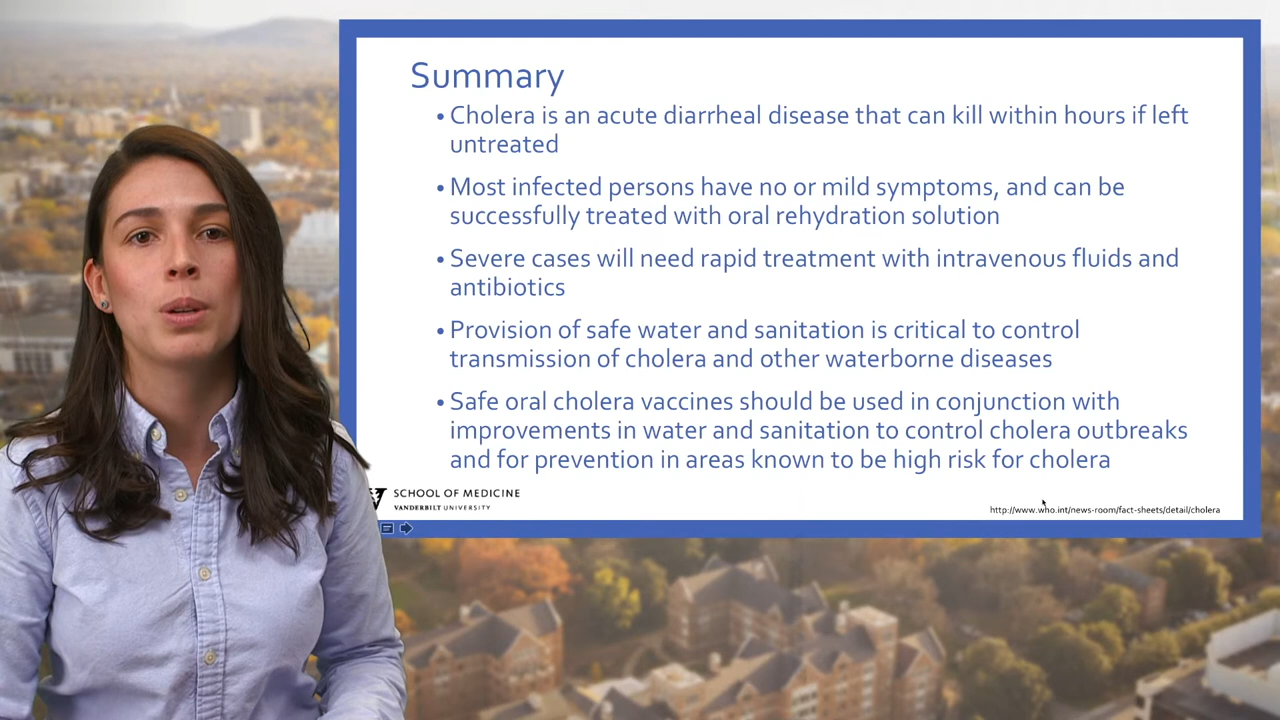 Summary
• Cholera is an acute diarrheal disease that can kill within hours if left
untreated
• Most infected persons have no or mild symptoms, and can be
successfully treated with oral rehydration solution
• Severe cases will need rapid treatment with intravenous fluids and
antibiotics
• Provision of safe water and sanitation is critical to control
transmission of cholera and other waterborne diseases
• Safe oral cholera vaccines should be used in conjunction with
improvements in water and sanitation to control cholera outbreaks
and for prevention in areas known to be high risk for cholera
V SCHOOL OF MEDICINE
VANDERBILT UNIVERSITY
http://www.who.int/news-room/fact-sheets/detail/cholera